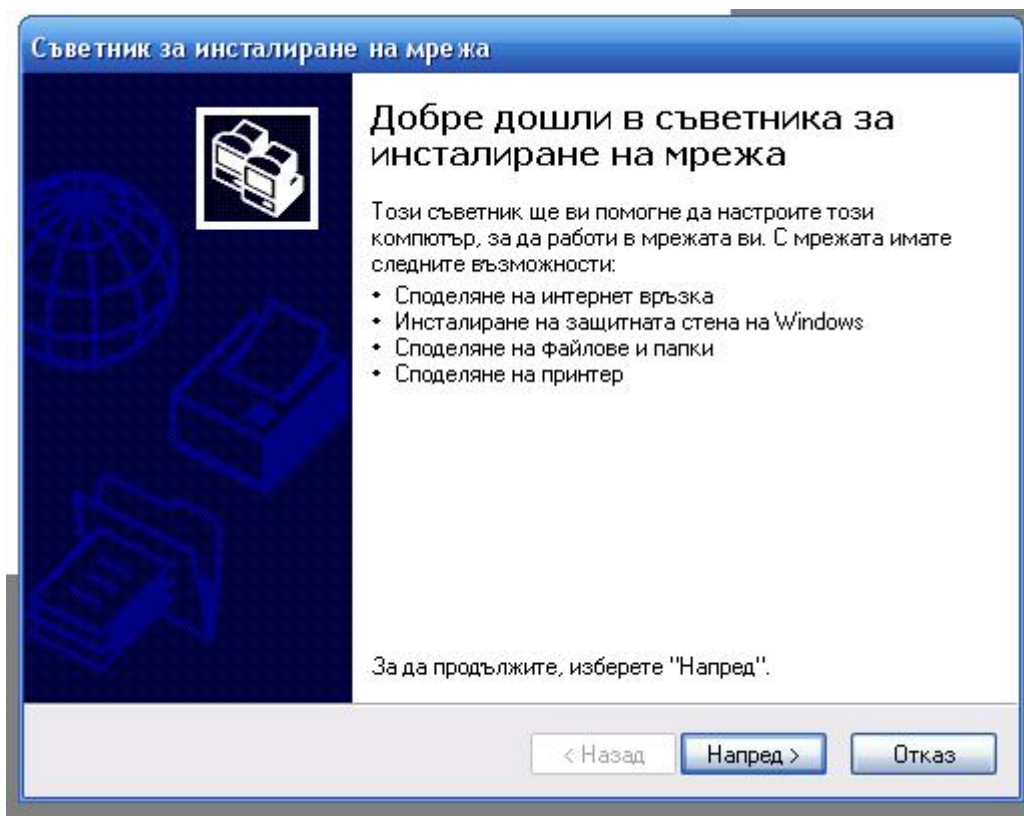 Съветник за инсталиране на мрежа
Добре дошли в съветника за
инсталиране на мрежа
Този съветник ще ви помогне да настроите този
компютър, за да работи в мрежата ви. С мрежата имате
следните възможности:
• Споделяне на интернет връзка
• Инсталиране на защитната стена на Windows
• Споделяне на файлове и папки
• Споделяне на принтер
За да продължите, изберете "Напред".
< Назад Напред > Отказ